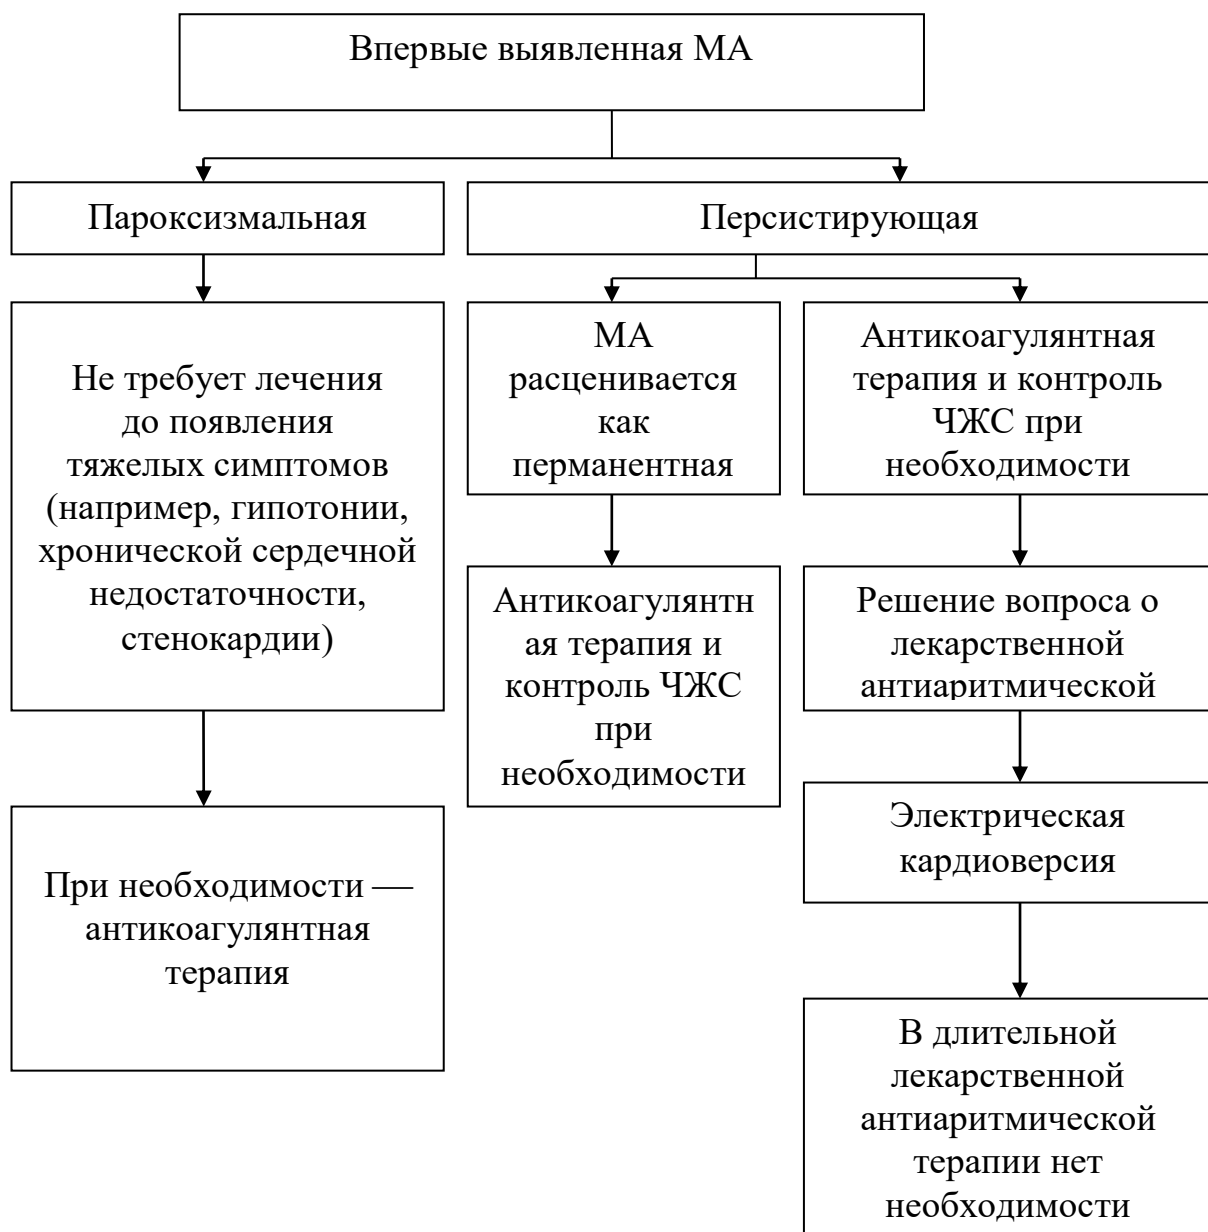 Впервые выявленная МА
Пароксизмальная
Персистирующая
Не требует лечения
до появления
тяжелых симптомов
(например, гипотонии,
хронической сердечной
недостаточности,
стенокардии)
При необходимости —
антикоагулянтная
терапия
МА
расценивается
как
перманентная
Антикоагулянтн
ая терапия и
контроль ЧЖС
при
необходимости
Антикоагулянтная
терапия и контроль
ЧЖС при
необходимости
Решение вопроса о
лекарственной
антиаритмической
Электрическая
кардиоверсия
В длительной
лекарственной
антиаритмической
терапии нет
необходимости